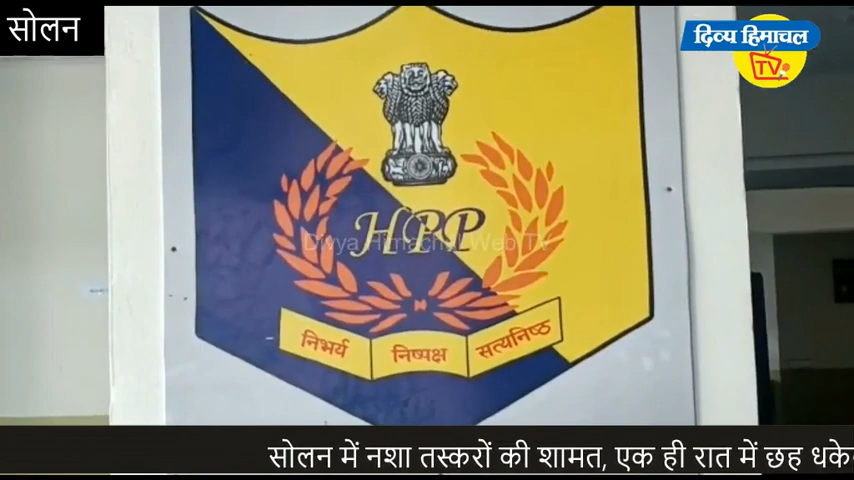 सोलन
दिव्य हिमाचल
TV
HPP
Divya Himachal Web TV
निभर्य
निष्पक्ष
सत्यनिष्ठ
सोलन में नशा तस्करों की शामत, एक ही रात में छह धके